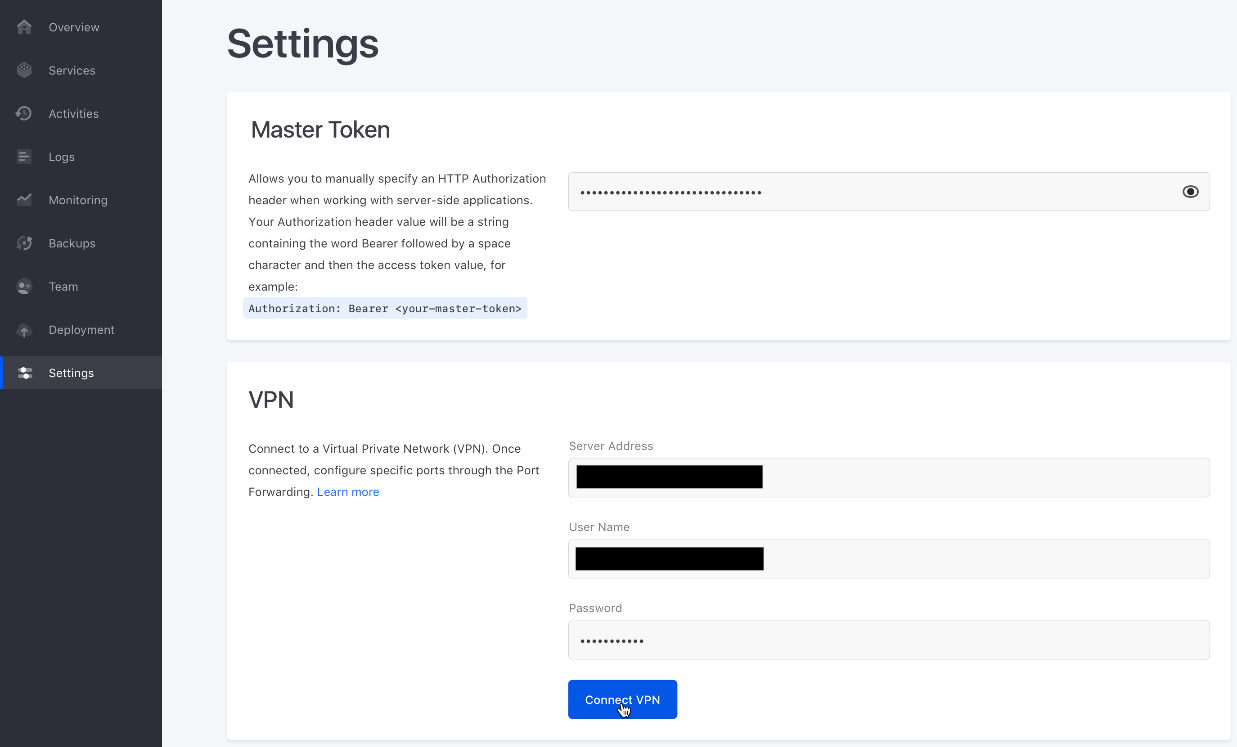 Overview
Services
Activities
Logs
Monitoring
Backups
Team
Deployment
Settings
Settings
Master Token
Allows you to manually specify an HTTP Authorization
header when working with server-side applications.
Your Authorization header value will be a string
containing the word Bearer followed by a space
character and then the access token value, for
example:
Authorization: Bearer <your-master-token>
•••••••••••••••••••••••••••••••
VPN
Connect to a Virtual Private Network (VPN). Once
connected, configure specific ports through the Port
Forwarding. Learn more
Server Address
User Name
Password
•••••••••••
Connect VPN